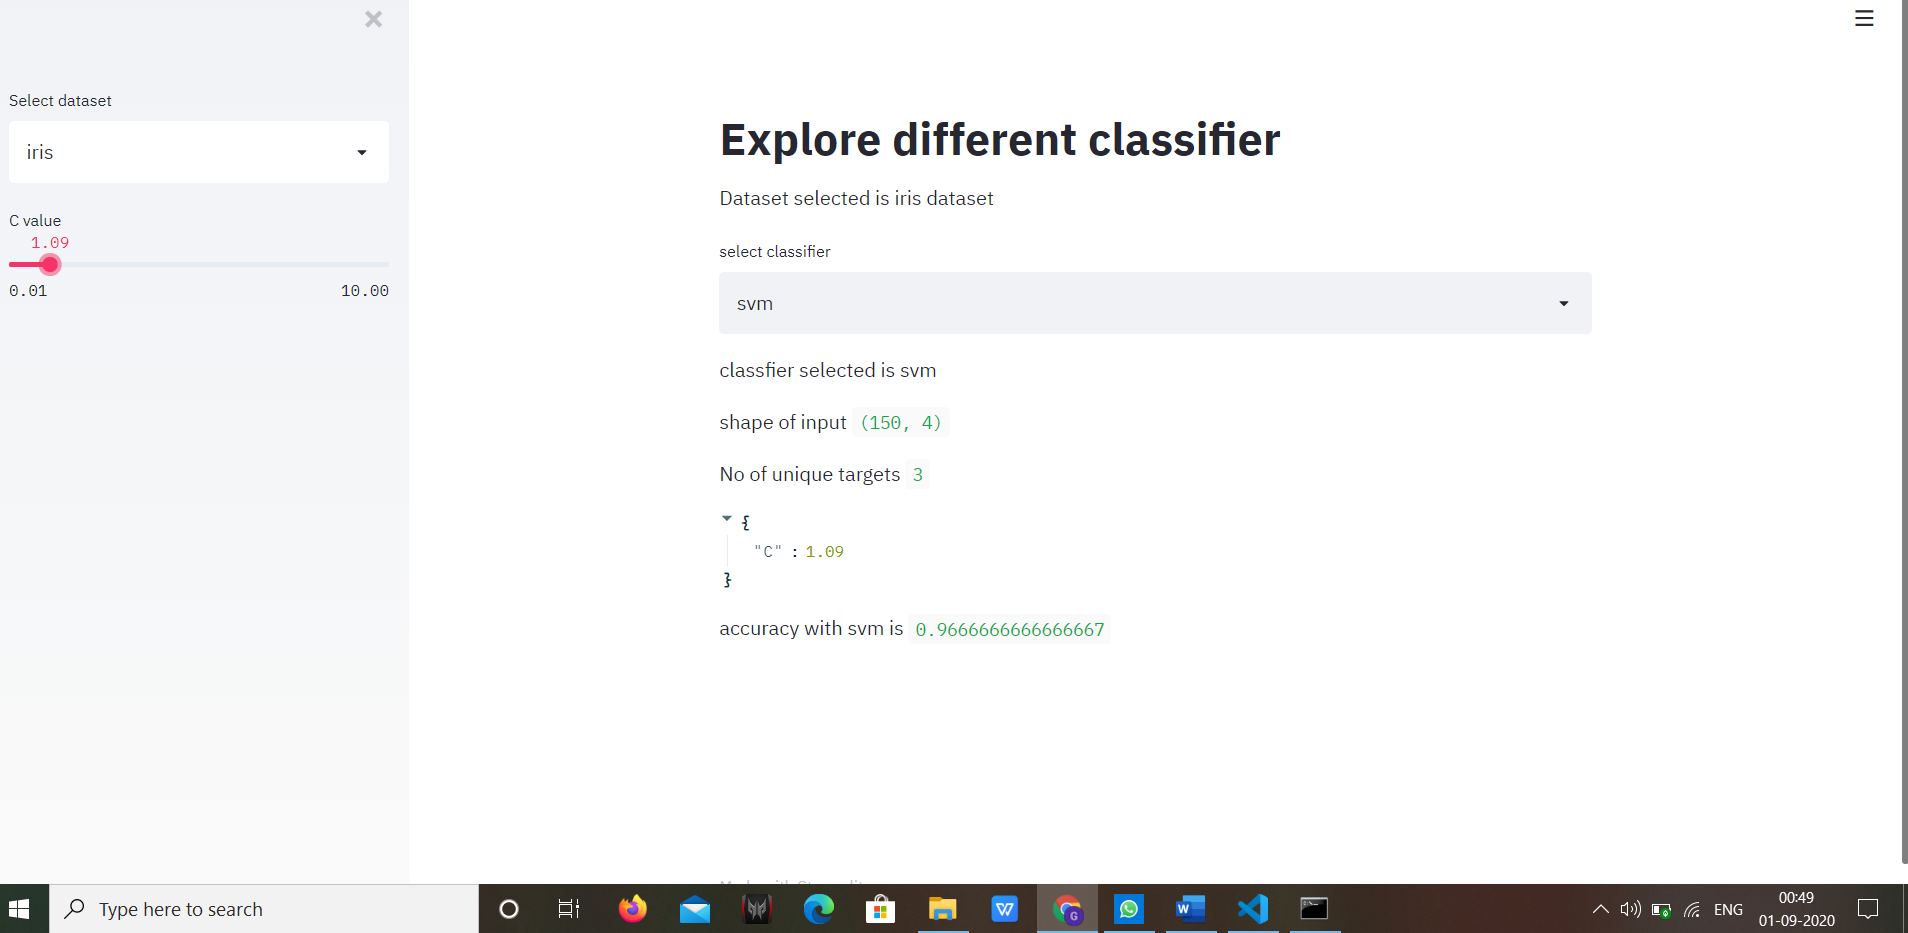 Select dataset
iris
C value
1.09
0.01 10.00
Explore different classifier
Dataset selected is iris dataset
select classifier
svm
classfier selected is svm
shape of input (150, 4)
No of unique targets 3
{
"C" : 1.09
}
accuracy with svm is 0.9666666666666667
Type here to search
ENG
00:49
01-09-2020